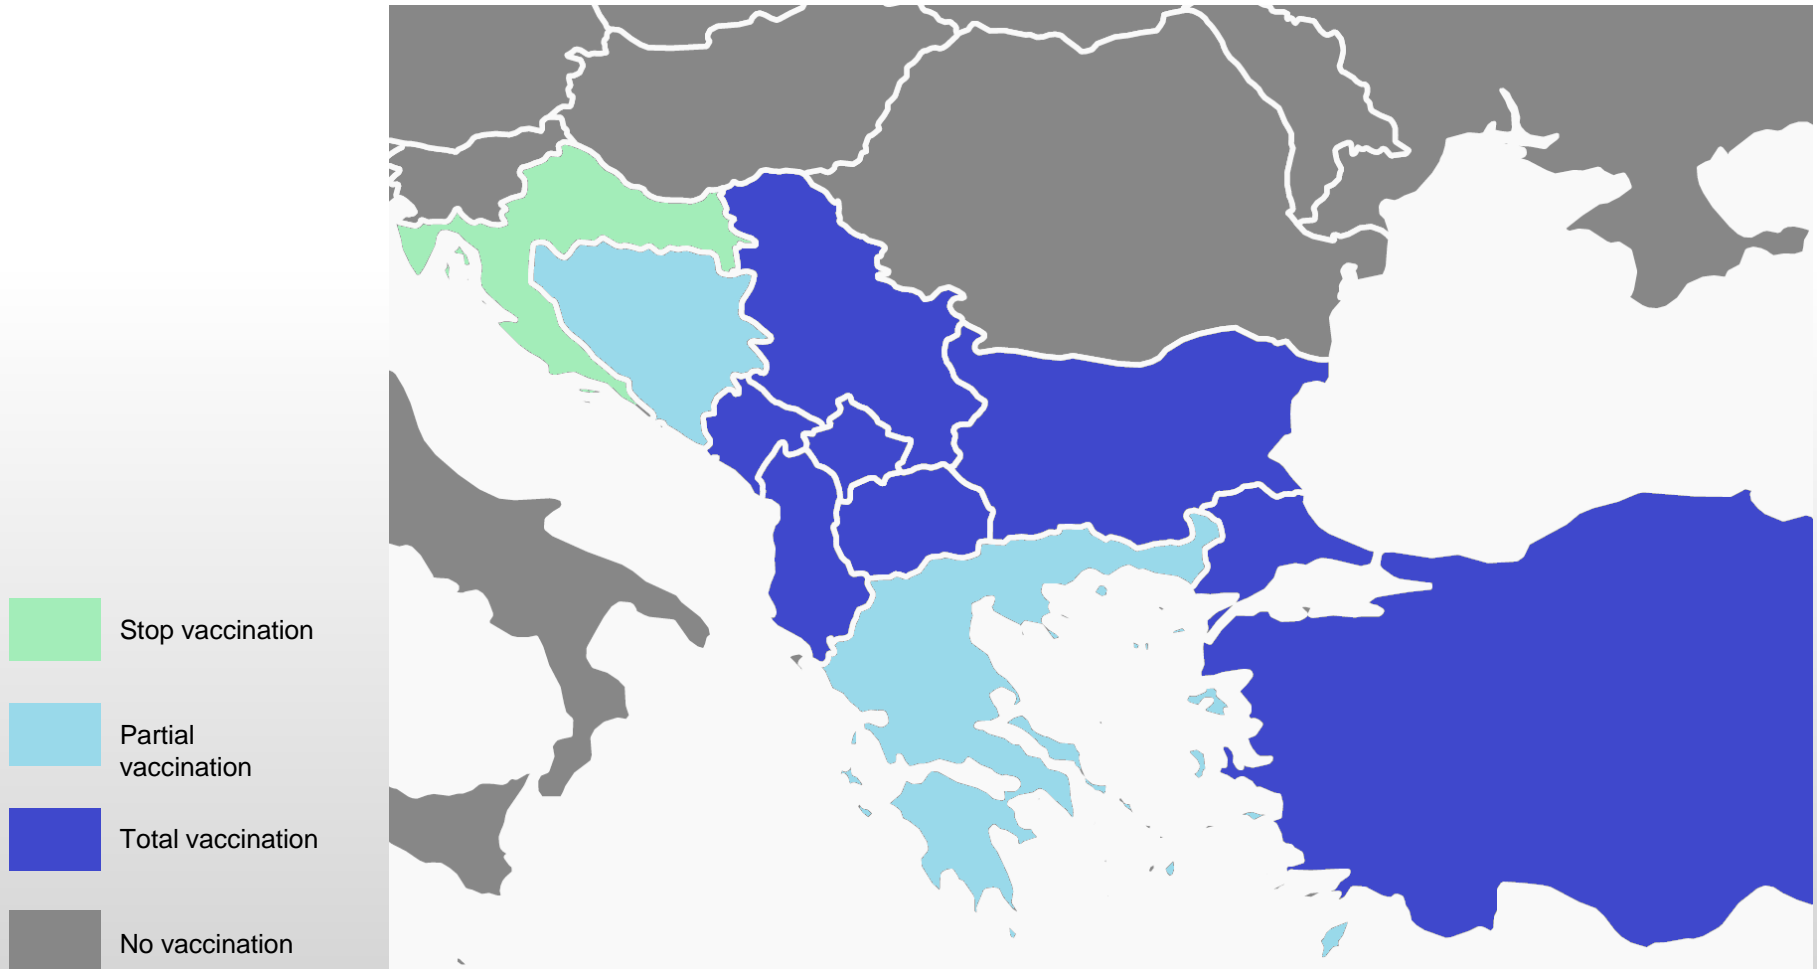 Stop vaccination
Partial
vaccination
Total vaccination
No vaccination